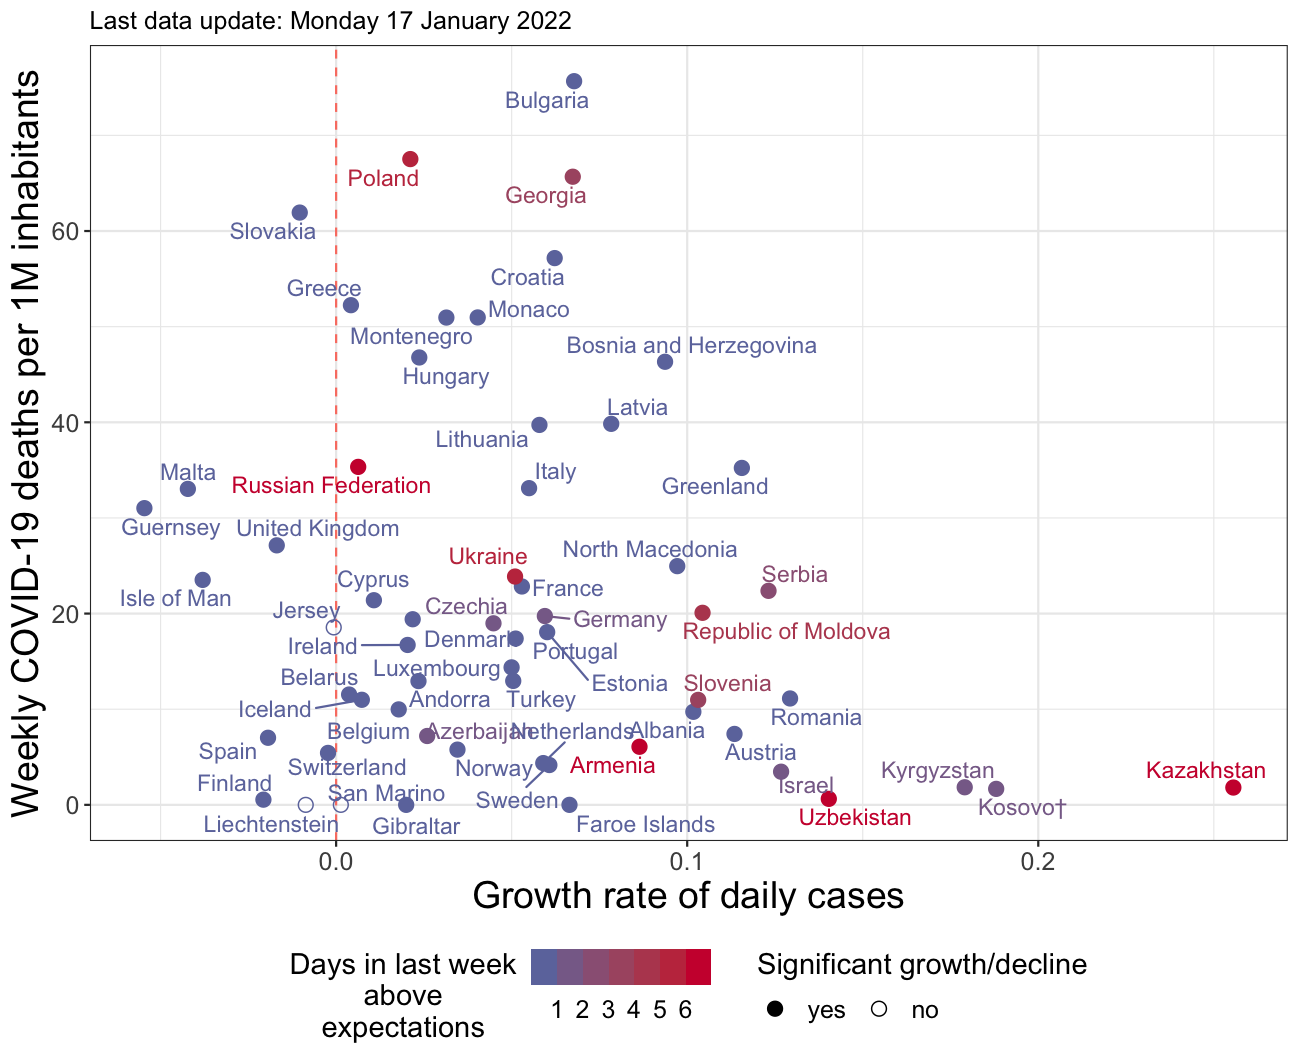 Last data update: Monday 17 January 2022
Weekly COVID-19 deaths per 1M inhabitants
60
40
20
0
Bulgaria
Poland
Georgia
Slovakia
Croatia
Greece
Monaco
Montenegro
Bosnia and Herzegovina
Hungary
Latvia
Lithuania
Malta
Italy
Russian Federation
Greenland
Guernsey
United Kingdom
Ukraine
North Macedonia
Cyprus
France
Serbia
Isle of Man
Jersey
Czechia
Germany
Republic of Moldova
Ireland
Denmark
Portugal
Luxembourg
Belarus
Estonia
Slovenia
Iceland
Andorra
Turkey
Romania
Belgium
Azerbaijan
Netherlands
Albania
Spain
Austria
Switzerland
Norway
Armenia
Finland
San Marino
Sweden
Israel
Kyrgyzstan
Kazakhstan
Kosovo†
Liechtenstein
Gibraltar
Faroe Islands
Uzbekistan
0.0
0.1
0.2
Growth rate of daily cases
Days in last week
above
expectations
1 2 3 4 5 6
Significant growth/decline
yes
no